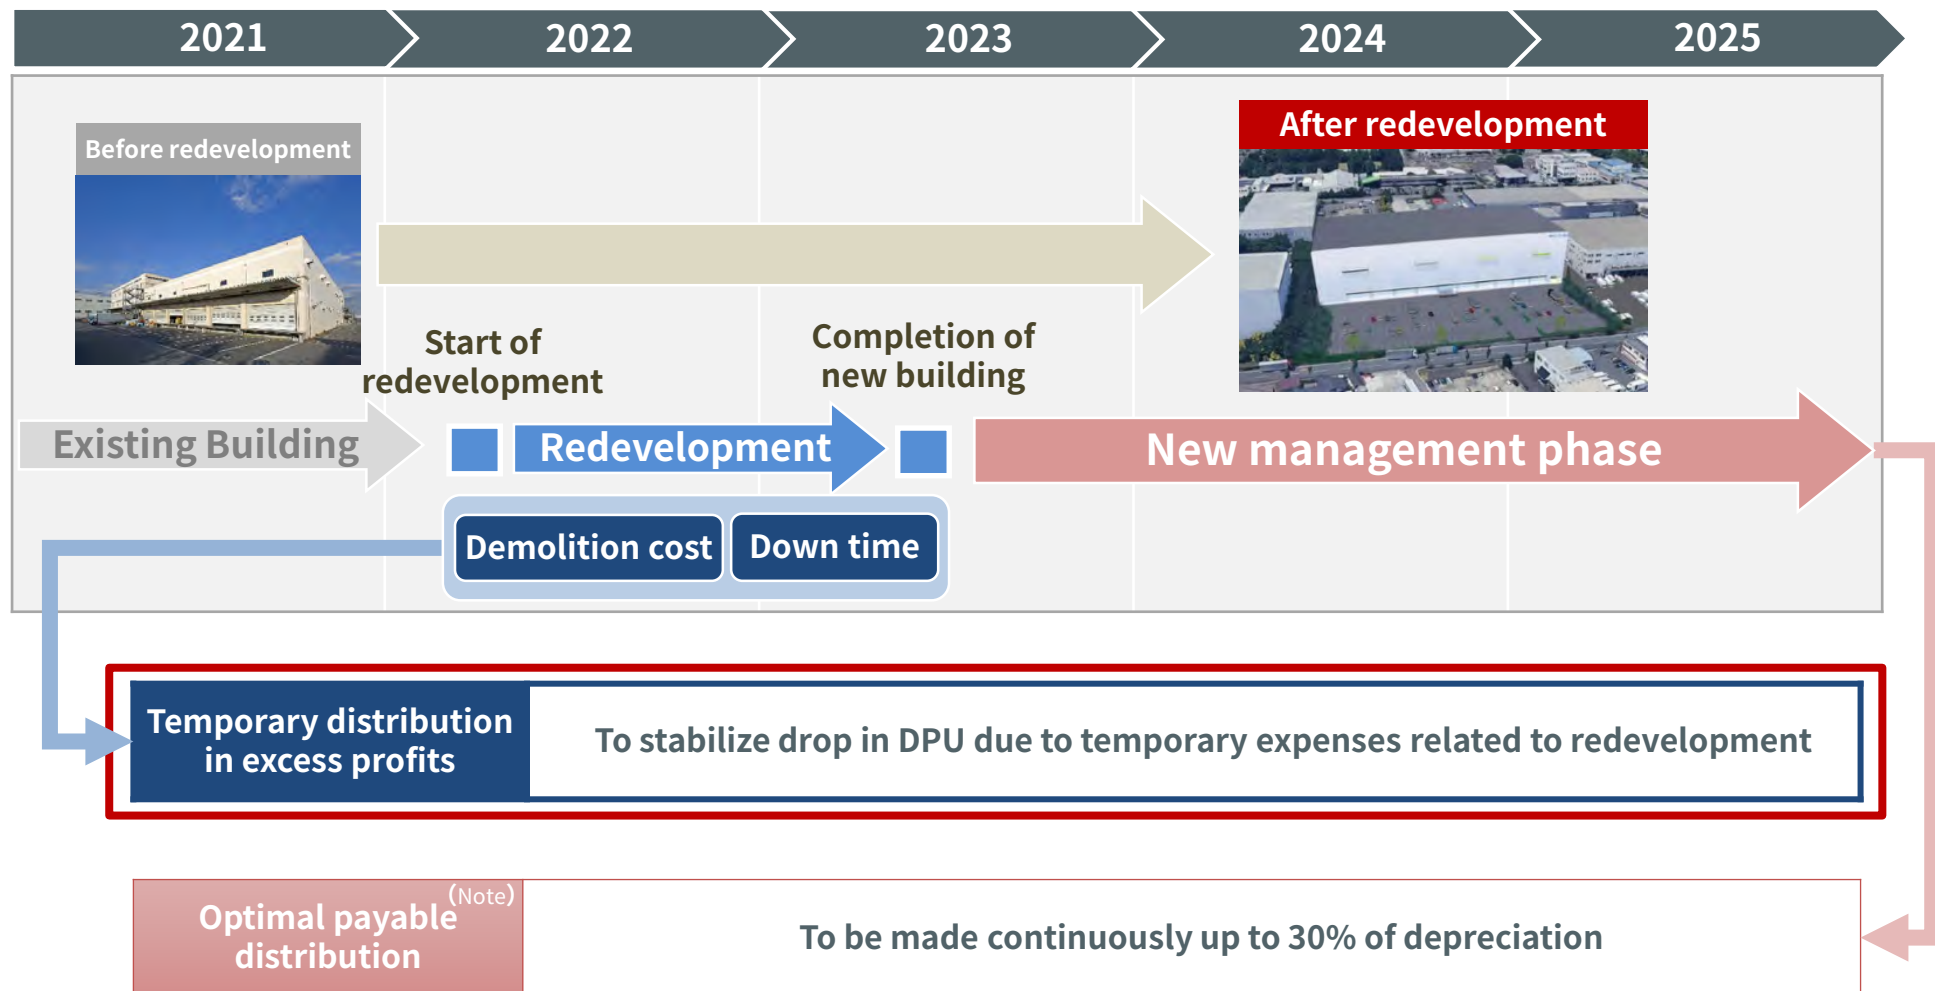 2021
2022
2023
2024
2025
Before redevelopment
After redevelopment
Start of
redevelopment
Completion of
new building
Existing Building
Redevelopment
New management phase
Demolition cost
Down time
Temporary distribution
in excess profits
To stabilize drop in DPU due to temporary expenses related to redevelopment
Optimal payable (Note)
distribution
To be made continuously up to 30% of depreciation